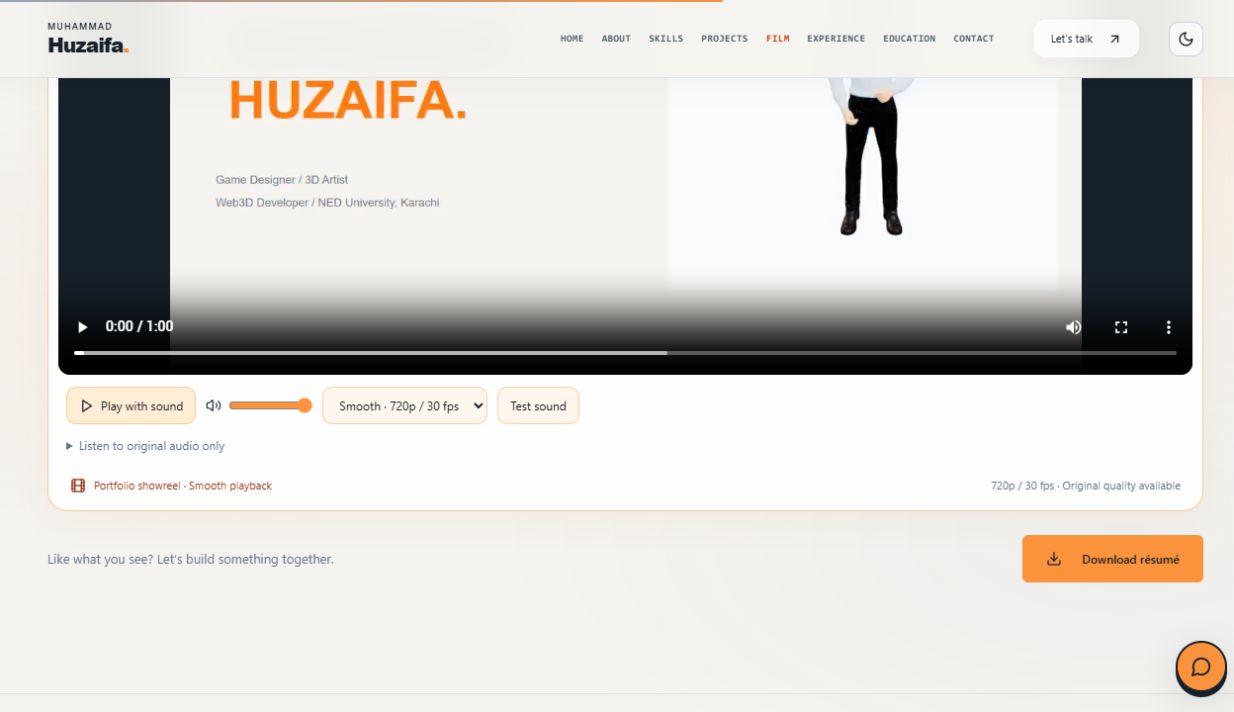 MUHAMMAD
Huzaifa.
HOME ABOUT SKILLS PROJECTS FILM EXPERIENCE EDUCATION CONTACT
Let's talk
HUZAIFA.
Game Designer / 3D Artist
Web3D Developer / NED University, Karachi
0:00 / 1:00
Play with sound
Smooth · 720p / 30 fps
Test sound
Listen to original audio only
Portfolio showreel · Smooth playback
720p / 30 fps · Original quality available
Like what you see? Let's build something together.
Download résumé